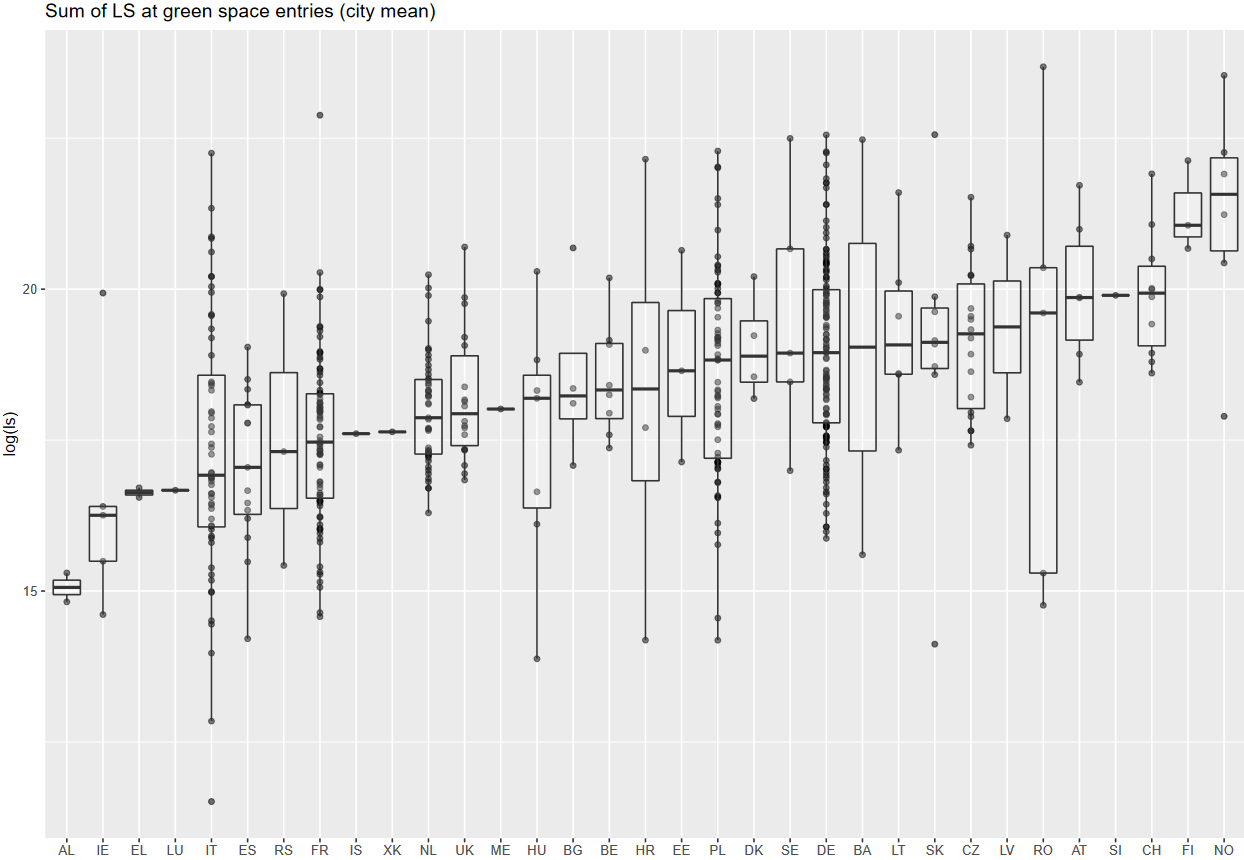 Sum of LS at green space entries (city mean)
20
15
log(ls)
AL IE EL LU IT ES RS FR IS XK NL UK ME HU BG BE HR EE PL DK SE DE BA LT SK CZ LV RO AT SI CH FI NO